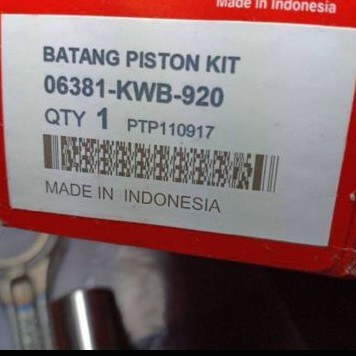 Made in Indonesia
BATANG PISTON KIT
06381-KWB-920
QTY 1 PTP110917
MADE IN INDONESIA